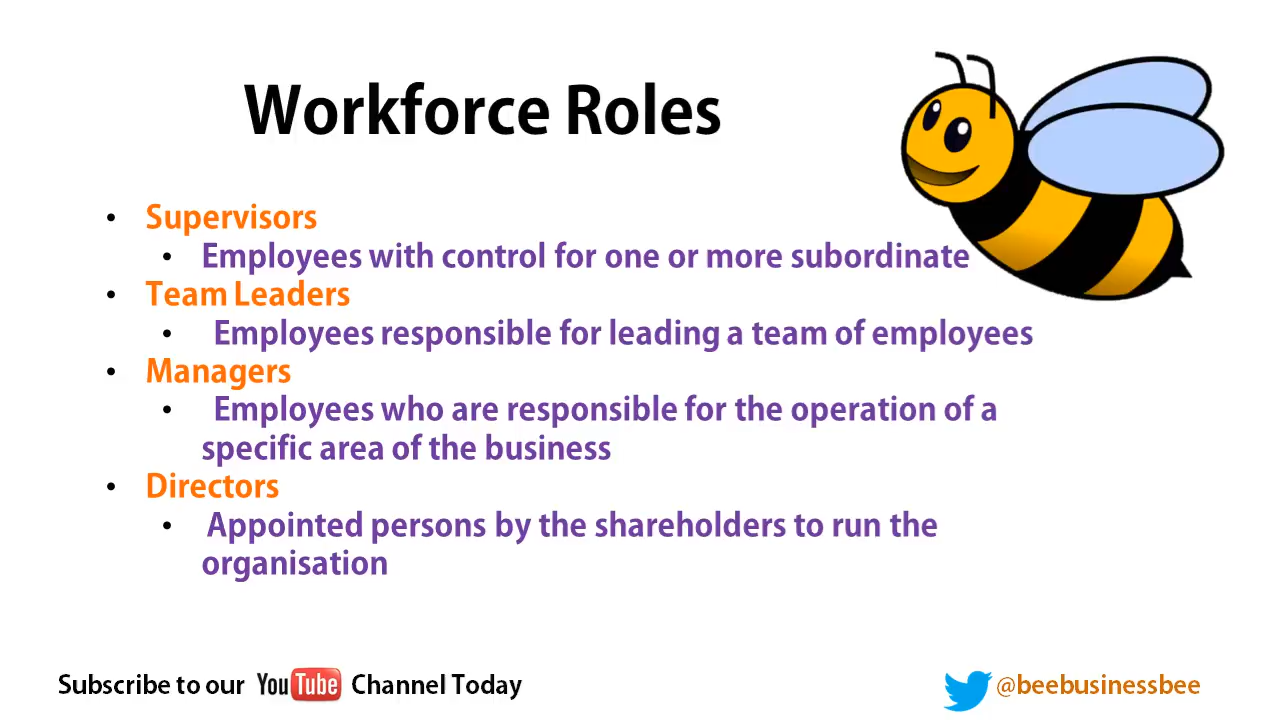 Workforce Roles
• Supervisors
• Employees with control for one or more subordinate
• Team Leaders
• Employees responsible for leading a team of employees
• Managers
• Employees who are responsible for the operation of a
specific area of the business
• Directors
• Appointed persons by the shareholders to run the
organisation
Subscribe to our YouTube Channel Today
@beebusinessbee